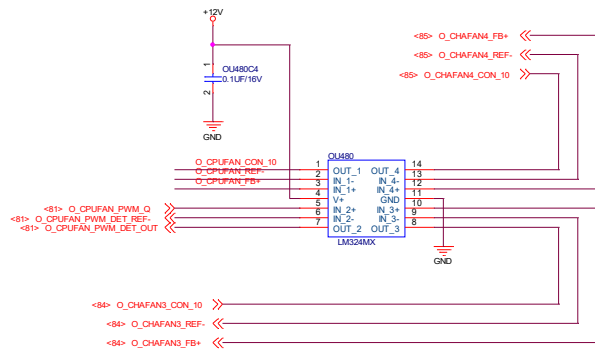 +12V
<85> O_CHAFAN4_FB+
<85> O_CHAFAN4_REF-
<85> O_CHAFAN4_CON_10
1
OU480C4
0.1UF/16V
2
GND
OU480
O_CPUFAN_CON_10 1 OUT_1 OUT_4 14
O_CPUFAN_REF- 2 IN_1- IN_4- 13
O_CPUFAN_FB+ 3 IN_1+ IN_4+ 12
4 V+ GND 11
<81> O_CPUFAN_PWM_Q 5 IN_2+ IN_3+ 10
<81> O_CPUFAN_PWM_DET_REF- 6 IN_2- IN_3- 9
<81> O_CPUFAN_PWM_DET_OUT 7 OUT_2 OUT_3 8
LM324MX
GND
<84> O_CHAFAN3_CON_10
<84> O_CHAFAN3_REF-
<84> O_CHAFAN3_FB+